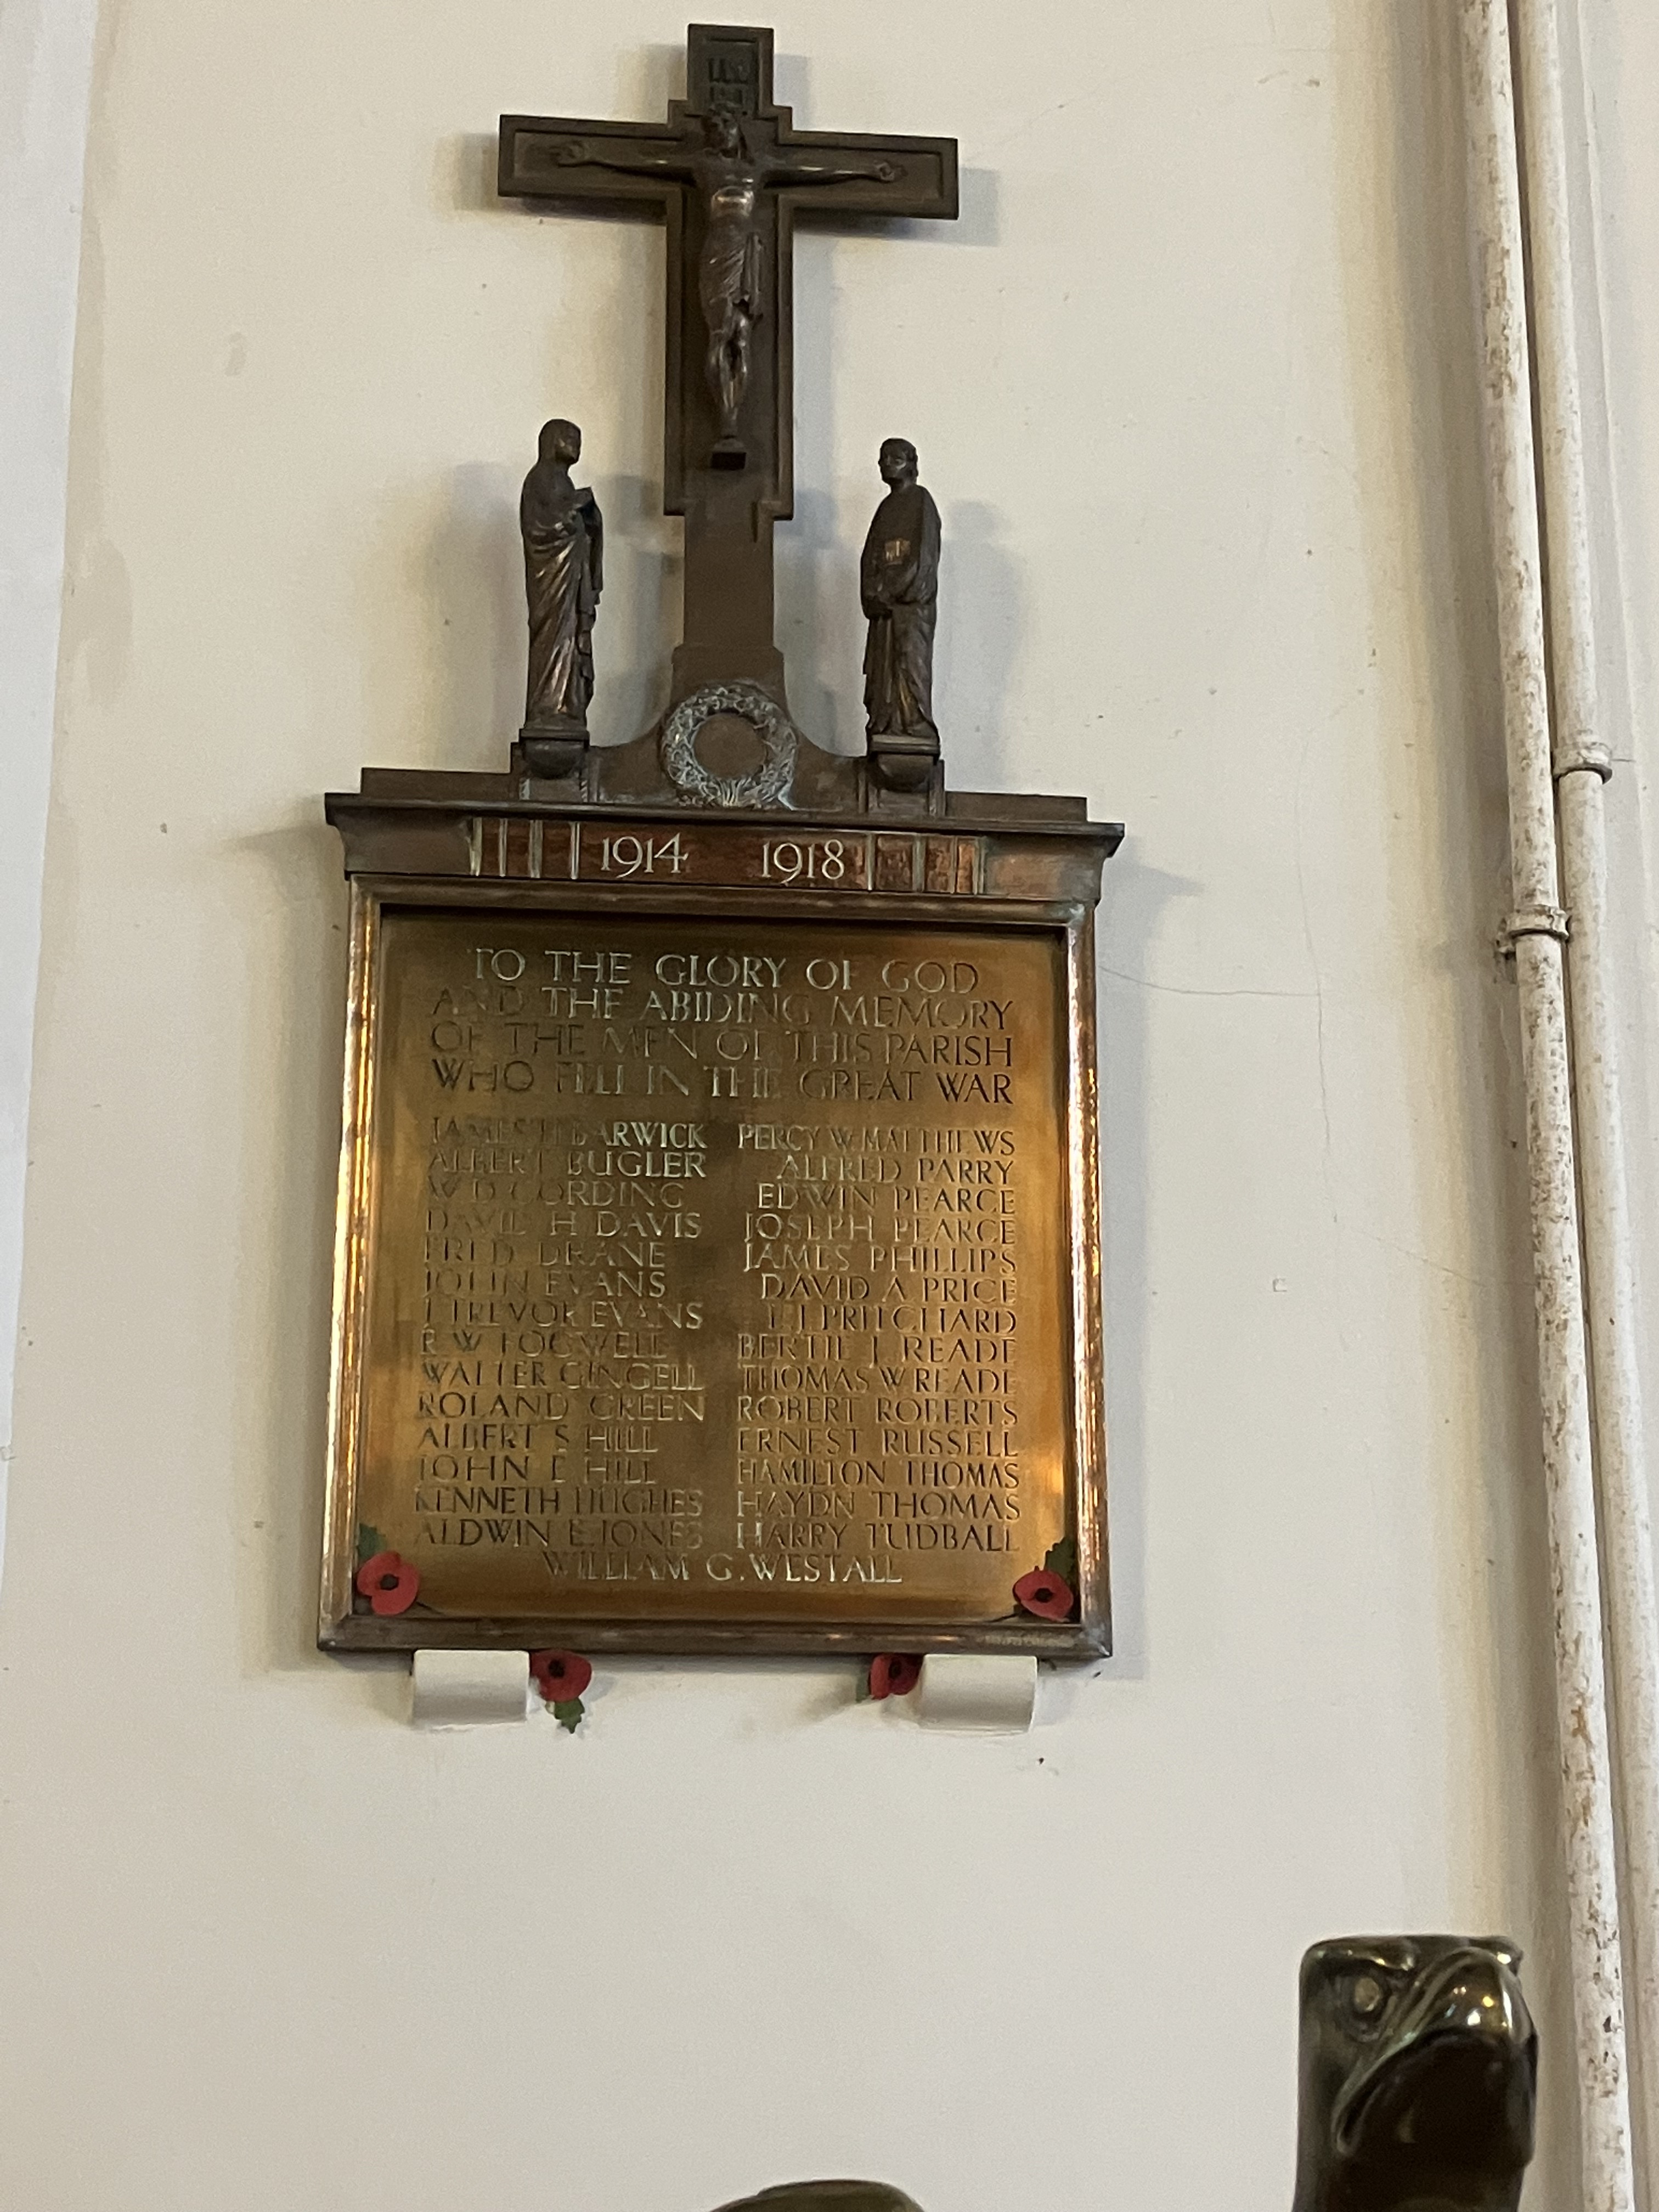 1914 1918
TO THE GLORY OF GOD
AND THE ABIDING MEMORY
OF THE MEN OF THIS PARISH
WHO FELL IN THE GREAT WAR
JAMES H BARWICK PERCY W. MATTHEWS
ALBERT BUGLER ALFRED PARRY
W D CORDING EDWIN PEARCE
DAVID H DAVIS JOSEPH PEARCE
FRED DRANE JAMES PHILLIPS
JOHN EVANS DAVID A PRICE
TREVOR EVANS PRITCHARD
R W FOGWELL BERTIE J. READE
WALTER GINGELL THOMAS W READE
ROLAND GREEN ROBERT ROBERTS
ALBERT S HILL ERNEST RUSSELL
JOHN E HILL HAMILTON THOMAS
KENNETH HUGHES HAYDN THOMAS
ALDWIN E. JONES HARRY TUDBALL
WILLIAM G. WESTALL